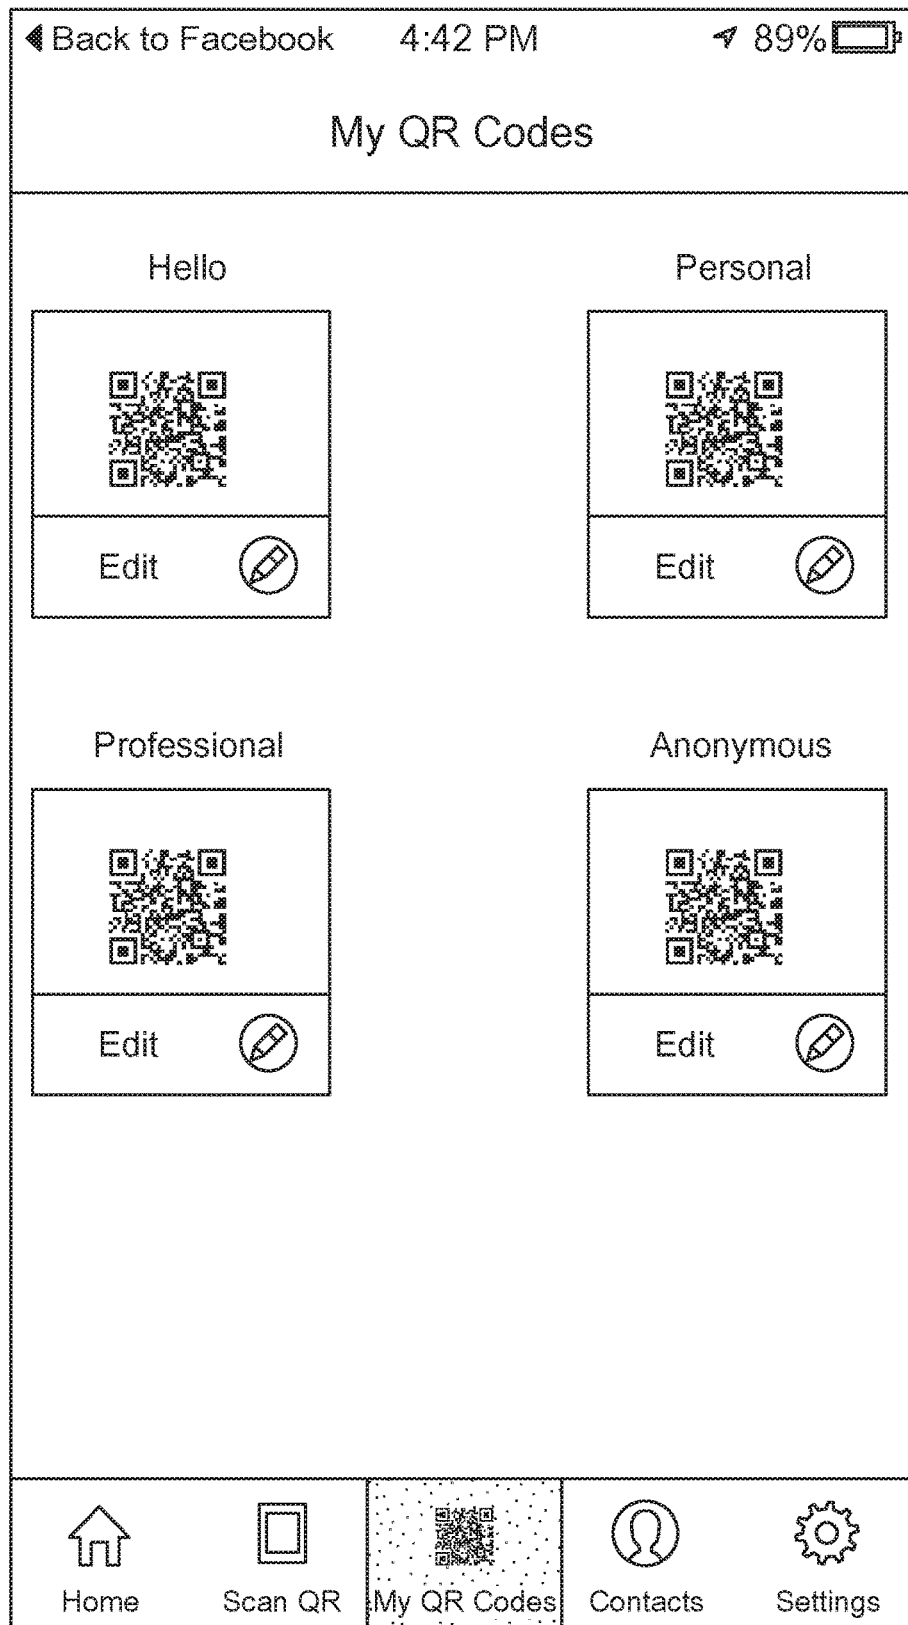 Back to Facebook 4:42 PM 89%
My QR Codes
Hello Personal
Edit Edit
Professional Anonymous
Edit Edit
Home Scan QR My QR Codes Contacts Settings